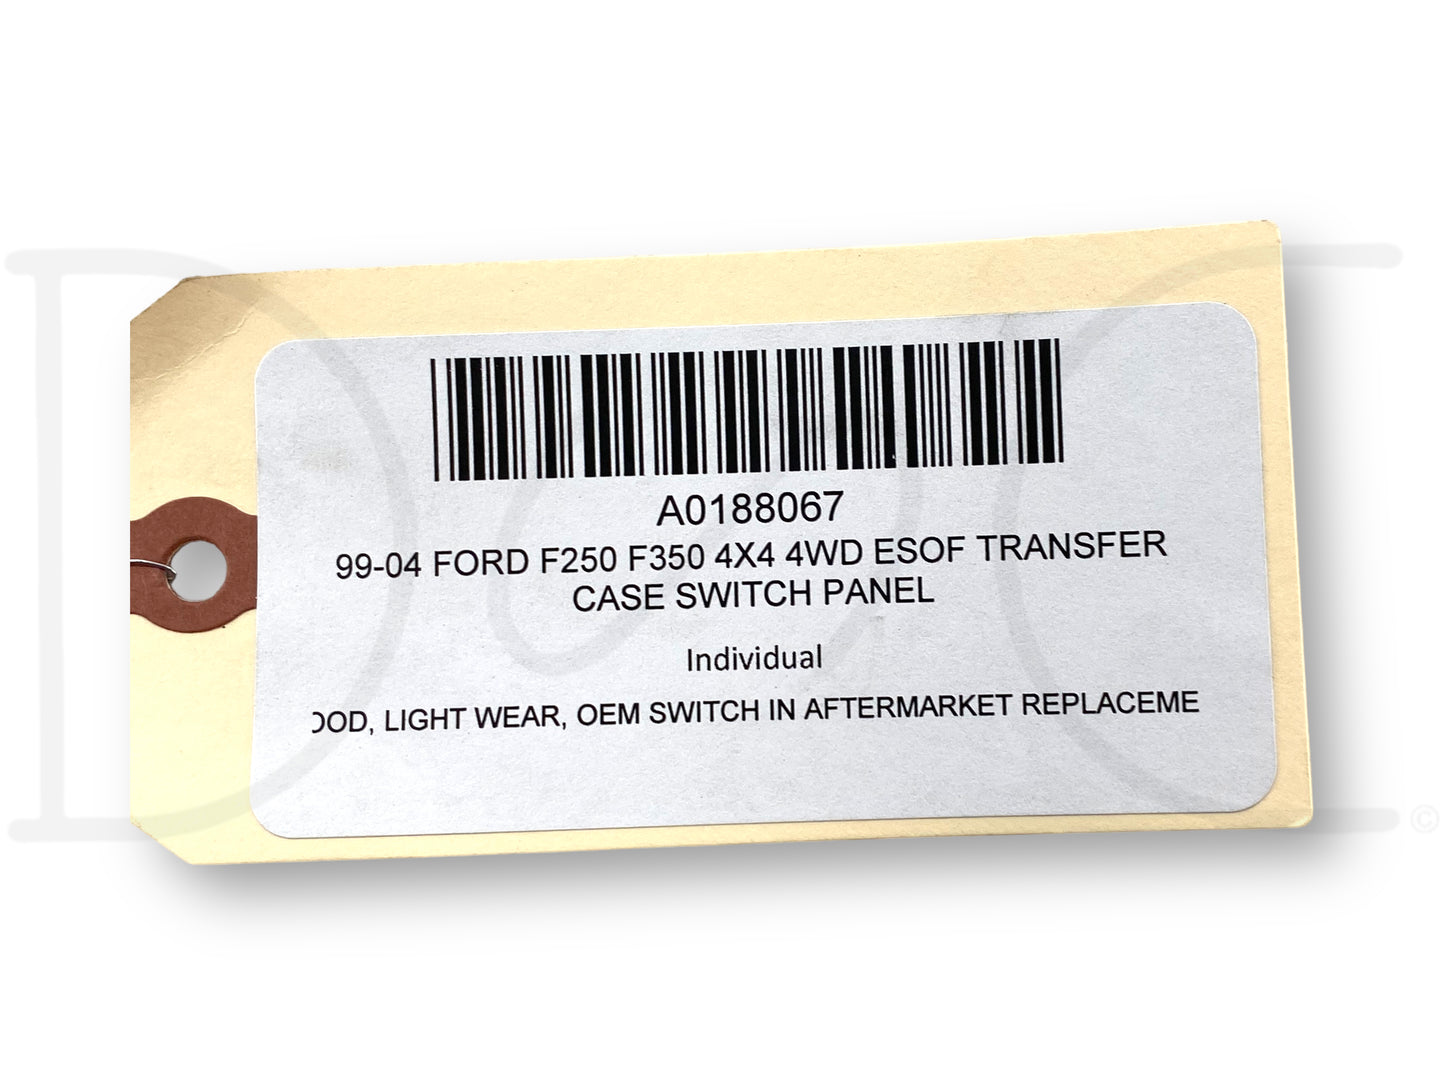 A0188067
99-04 FORD F250 F350 4X4 4WD ESOF TRANSFER
CASE SWITCH PANEL
Individual
OOD, LIGHT WEAR, OEM SWITCH IN AFTERMARKET REPLACEME
©